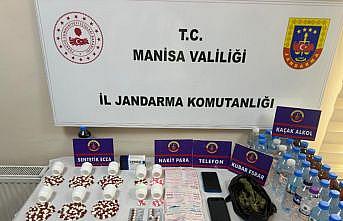 T.C.
MANİSA VALİLİĞİ
İL JANDARMA KOMUTANLIĞI
KAÇAK ALKOL
SENTETİK ECZA
NAKİT PARA
TELEFON
KUBAR ESRAR